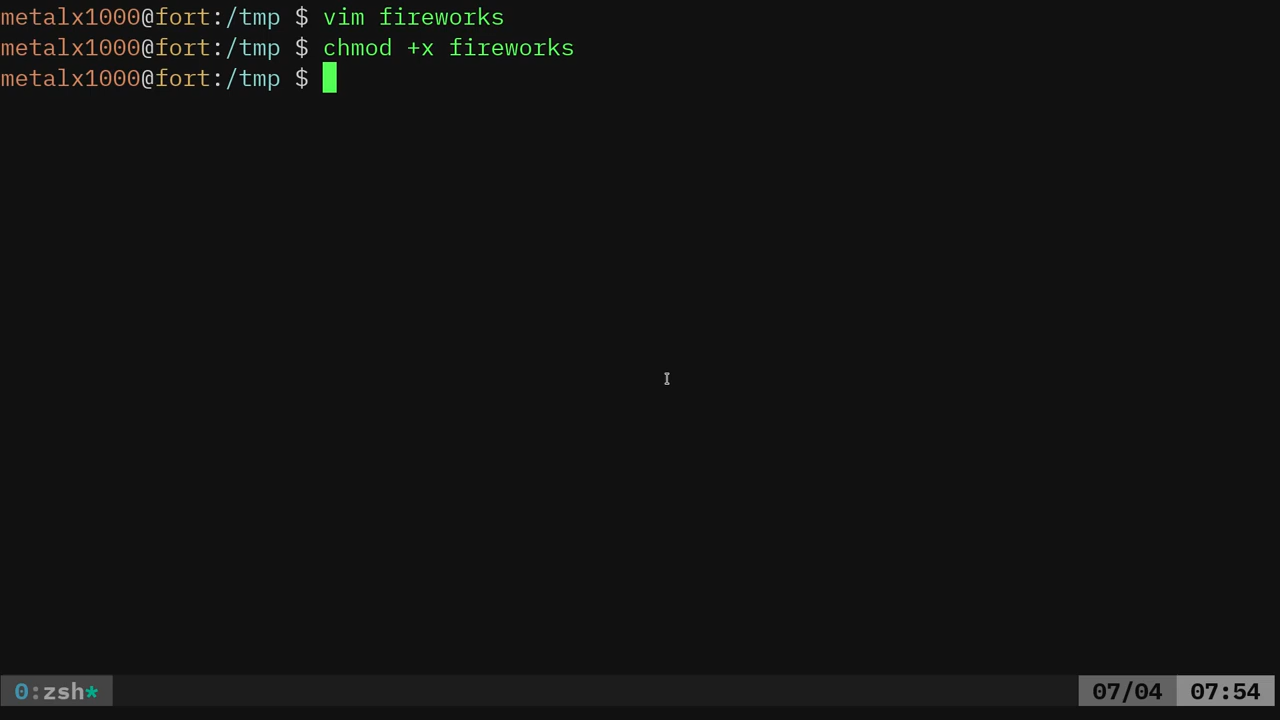 metalx1000@fort:/tmp $ vim fireworks
metalx1000@fort:/tmp $ chmod +x fireworks
metalx1000@fort:/tmp $
0:zsh* 07/04 07:54